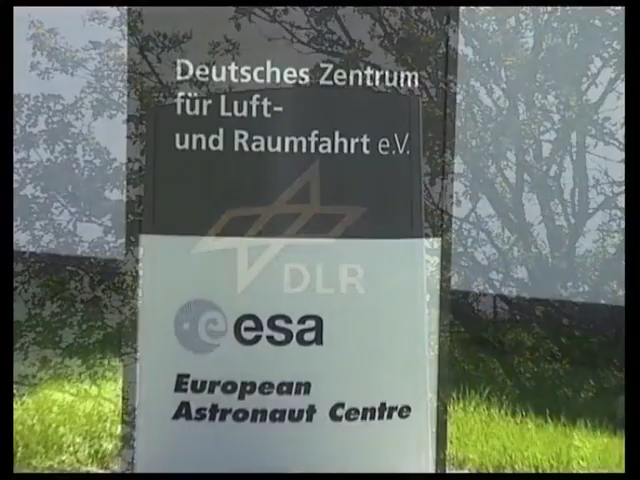 Deutsches Zentrum
für Luft-
und Raumfahrt e.V.
DLR
esa
European
Astronaut Centre